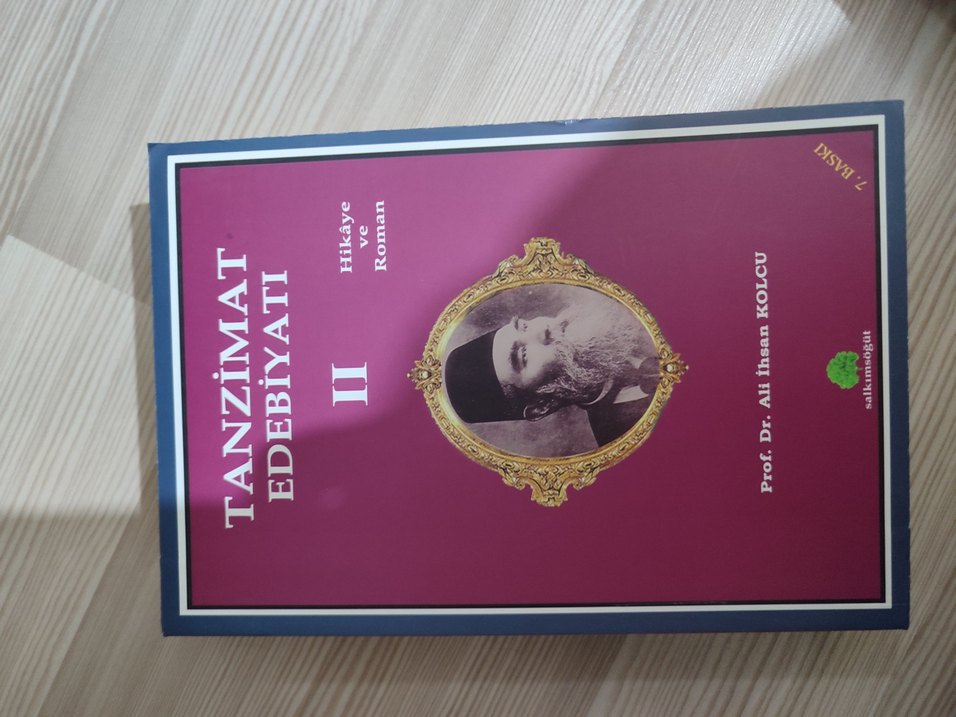 TANZİMAT
EDEBİYATI
II
Hikâye
ve
Roman
Prof. Dr. Ali İhsan KOLCU
salkımsöğüt
7. BASKI